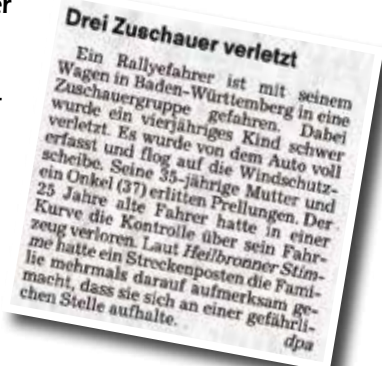 er
Drei Zuschauer verletzt
Ein Rallyefahrer ist mit seinem
Wagen in Baden-Württemberg in eine
Zuschauergruppe gefahren. Dabei
wurde ein vierjähriges Kind schwer
verletzt. Es wurde von dem Auto voll
erfasst und flog auf die Windschutz-
scheibe. Seine 35-jährige Mutter und
ein Onkel (37) erlitten Prellungen. Der
25 Jahre alte Fahrer hatte in einer
Kurve die Kontrolle über sein Fahr-
zeug verloren. Laut Heilbronner Stim-
me hatte ein Streckenposten die Fami-
lie mehrmals darauf aufmerksam ge-
macht, dass sie sich an einer gefährli-
chen Stelle aufhalte.
dpa